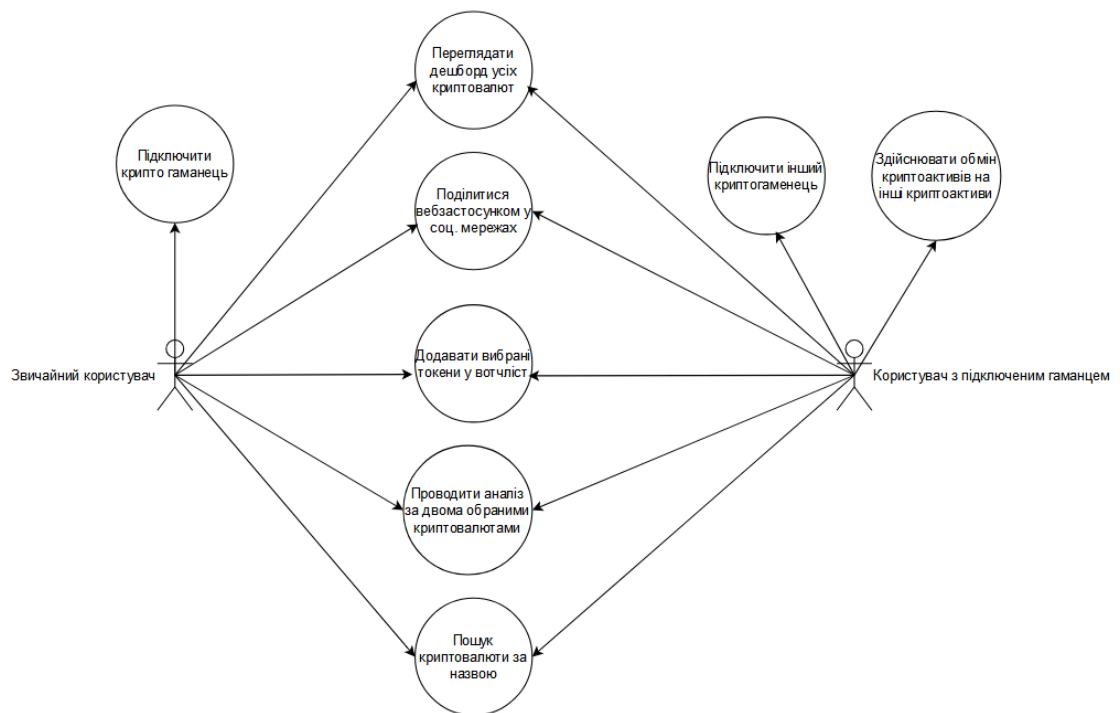 Переглядати
дешборд усіх
криптовалют
Підключити
крипто гаманець
Підключити інший
криптогаменець
Здійснювати обмін
криптоактивів на
інші криптоактиви
Поділитися
вебзастосунком у
соц. мережах
Звичайний користувач
Додавати вибрані
токени у вотчліст
Користувач з підключеним гаманцем
Проводити аналіз
за двома обраними
криптовалютами
Пошук
криптовалюти за
назвою